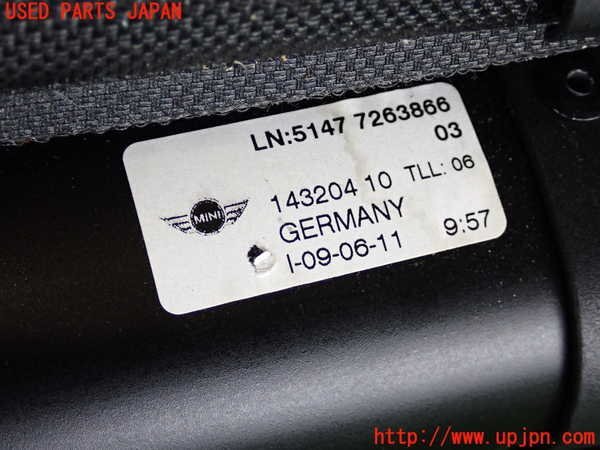 USED PARTS JAPAN
LN:5147 7263866
03
143204 10 TLL: 06
MINI
GERMANY
I-09-06-11 9:57
http://www.upjpn.com/